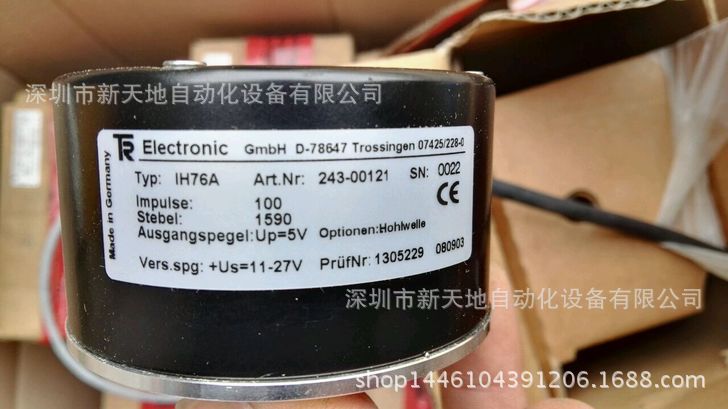 深圳市新天地自动化设备有限公司
TR Electronic GmbH D-78647 Trossingen 07425/228-0
Made in Germany
Typ: IH76A Art.Nr: 243-00121 SN: 0022
CE
Impulse: 100
Stebel: 1590
Ausgangspegel: Up=5V Optionen: Hohlwelle
Vers.spg: +Us=11-27V PrüfNr: 1305229 080903
深圳市新天地自动化设备有限公司
shop1446104391206.1688.com